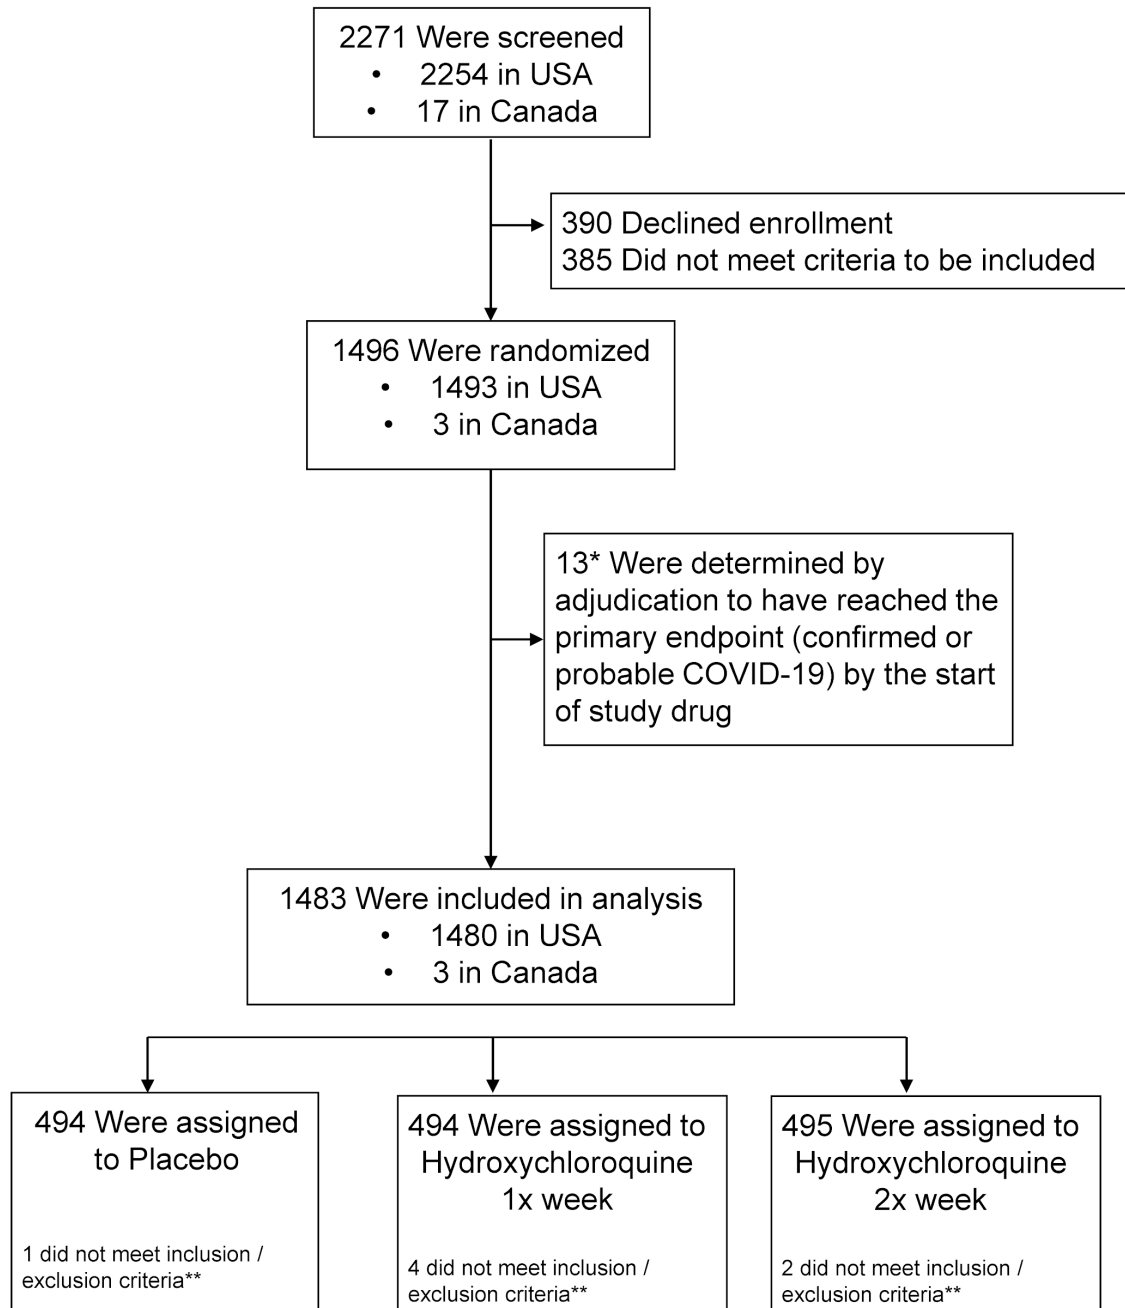 2271 Were screened
• 2254 in USA
• 17 in Canada
390 Declined enrollment
385 Did not meet criteria to be included
1496 Were randomized
• 1493 in USA
• 3 in Canada
13* Were determined by
adjudication to have reached the
primary endpoint (confirmed or
probable COVID-19) by the start
of study drug
1483 Were included in analysis
• 1480 in USA
• 3 in Canada
494 Were assigned
to Placebo
1 did not meet inclusion /
exclusion criteria**
494 Were assigned to
Hydroxychloroquine
1x week
4 did not meet inclusion /
exclusion criteria**
495 Were assigned to
Hydroxychloroquine
2x week
2 did not meet inclusion /
exclusion criteria**